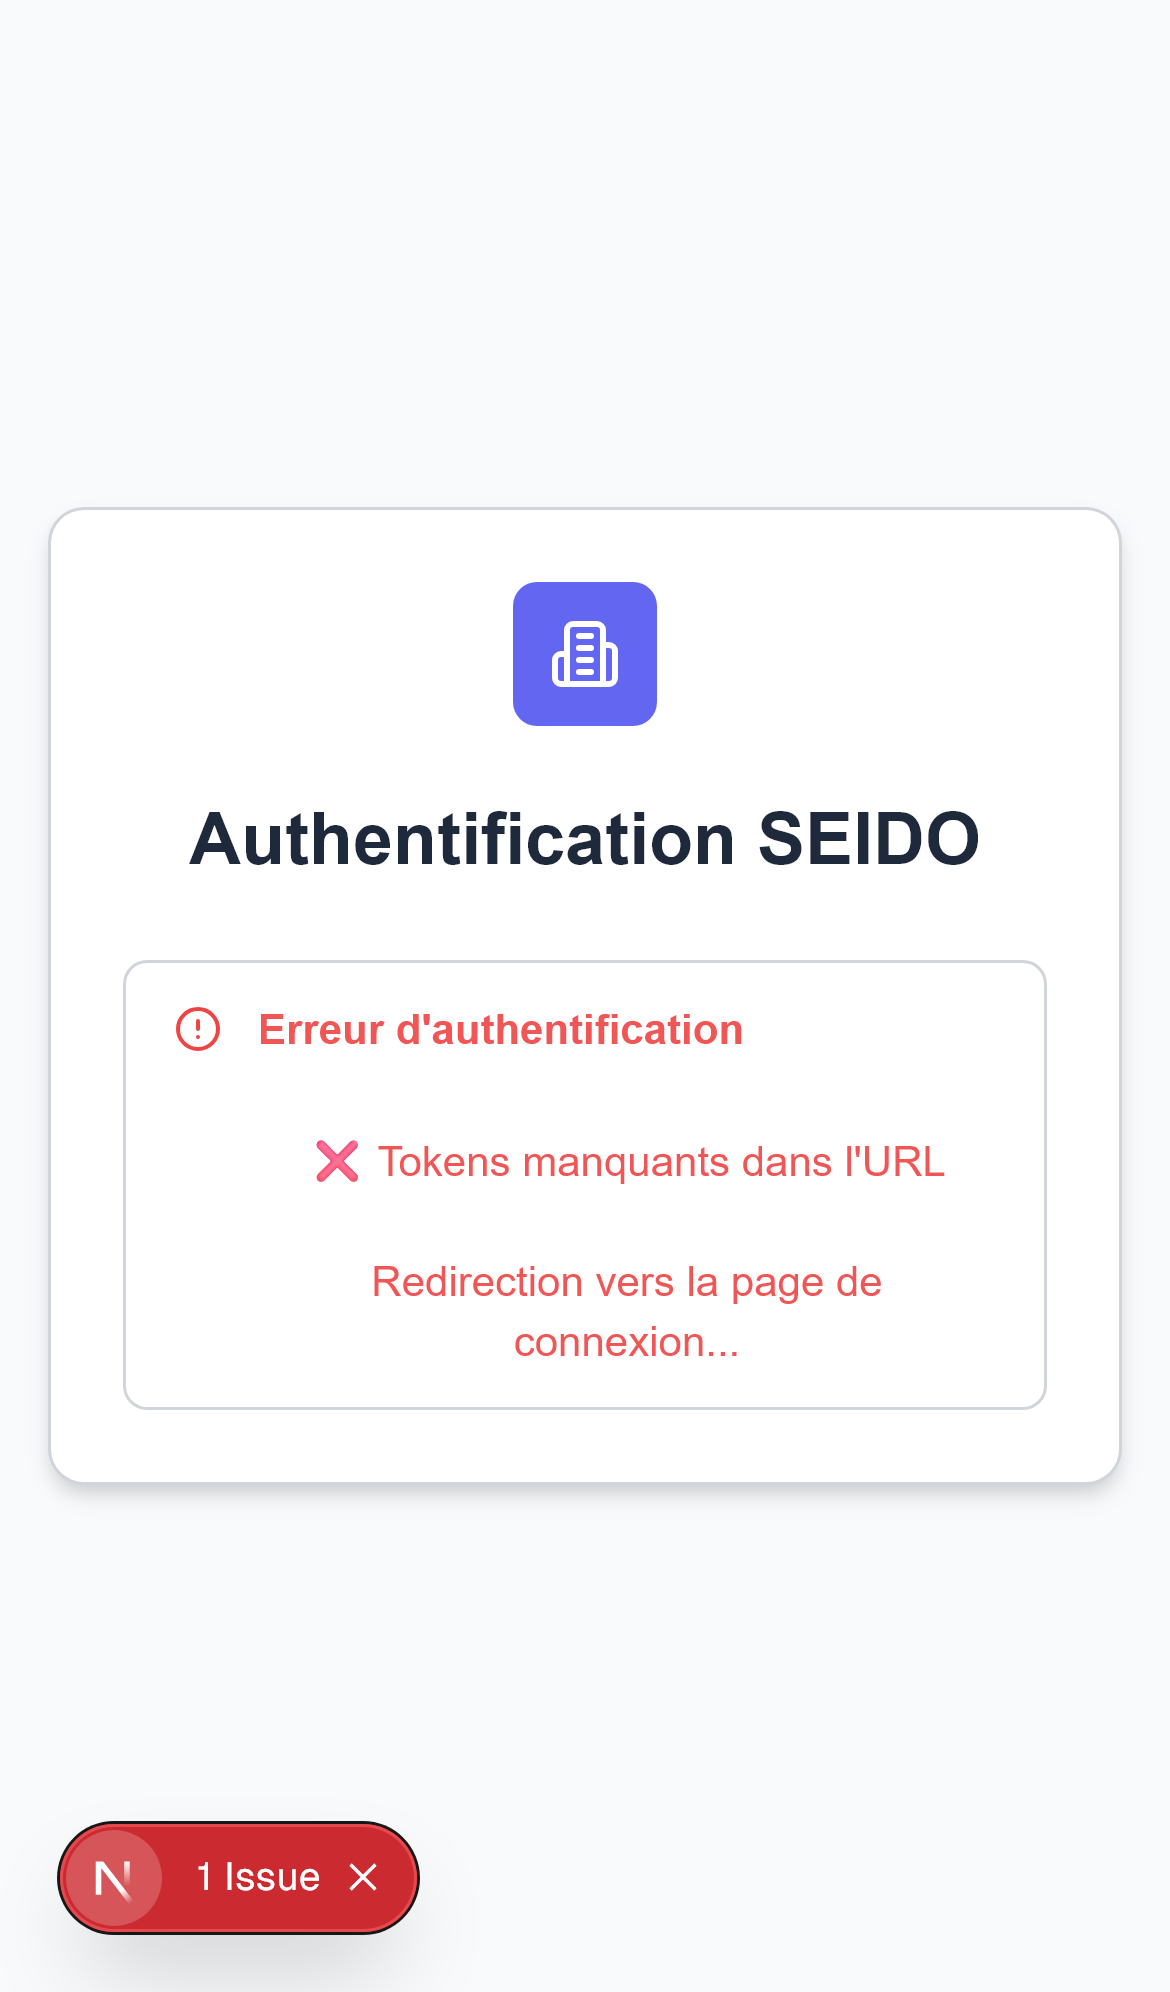 Authentification SEIDO
Erreur d'authentification
❌ Tokens manquants dans l'URL
Redirection vers la page de
connexion...
N 1 Issue